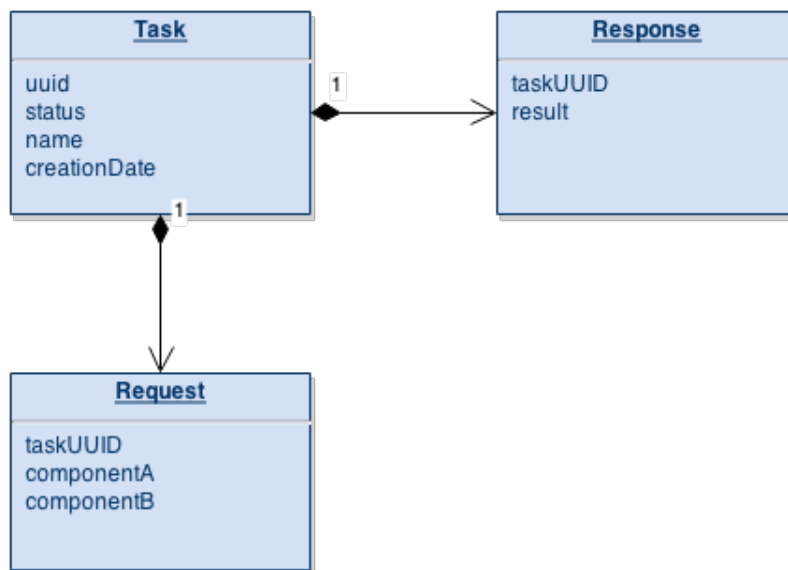 Task
uuid
status
name
creationDate
1
1
Response
taskUUID
result
Request
taskUUID
componentA
componentB